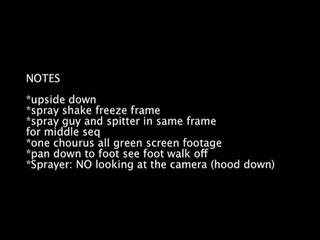 NOTES
*upside down
*spray shake freeze frame
*spray guy and spitter in same frame
for middle seq
*one chourus all green screen footage
*pan down to foot see foot walk off
*Sprayer: NO looking at the camera (hood down)